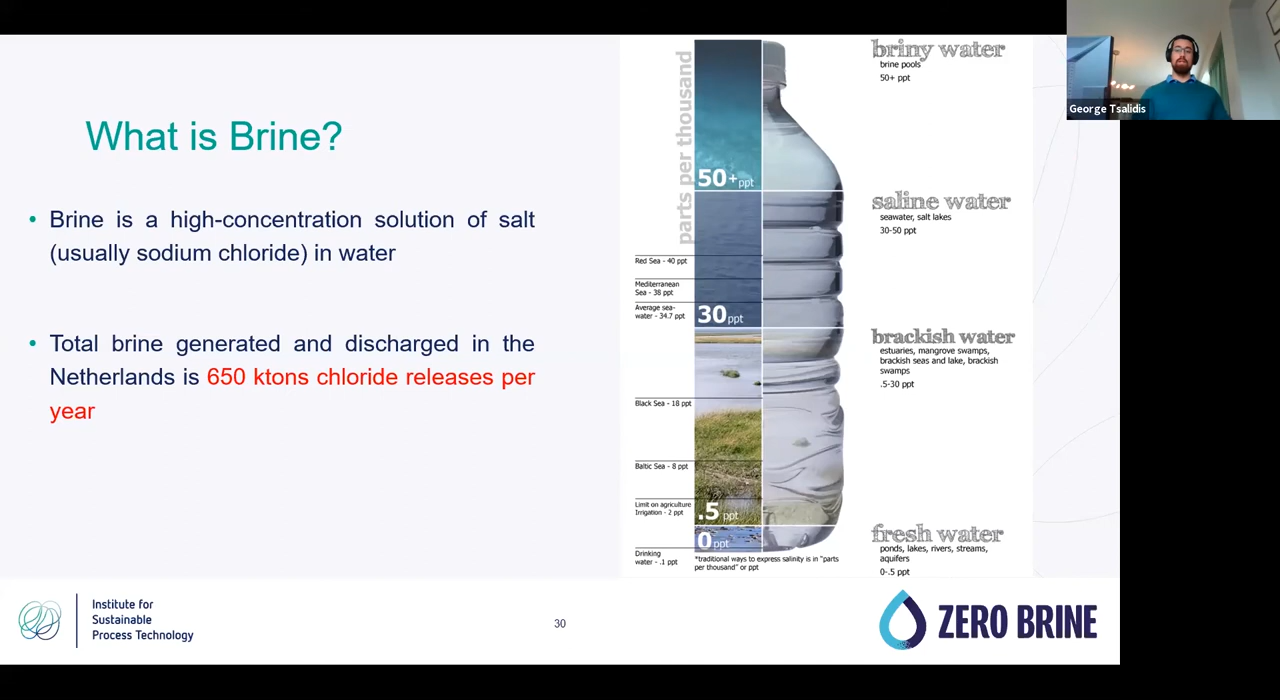 What is Brine?
• Brine is a high-concentration solution of salt
(usually sodium chloride) in water
• Total brine generated and discharged in the
Netherlands is 650 ktons chloride releases per
year
parts per thousand
50+ppt
30ppt
.5 ppt
0ppt
Red Sea - 40 ppt
Mediterranean
Sea - 38 ppt
Average sea-
water - 34.7 ppt
Black Sea - 18 ppt
Baltic Sea - 8 ppt
Limit on agriculture
Irrigation - 2 ppt
Drinking
water - .1 ppt
*traditional ways to express salinity is in "parts
per thousand" or ppt
briny water
brine pools
50+ ppt
saline water
seawater, salt lakes
30-50 ppt
brackish water
estuaries, mangrove swamps,
brackish seas and lake, brackish
swamps
.5-30 ppt
fresh water
ponds, lakes, rivers, streams,
aquifers
0-.5 ppt
George Tsalidis
Institute for
Sustainable
Process Technology
30
ZERO BRINE